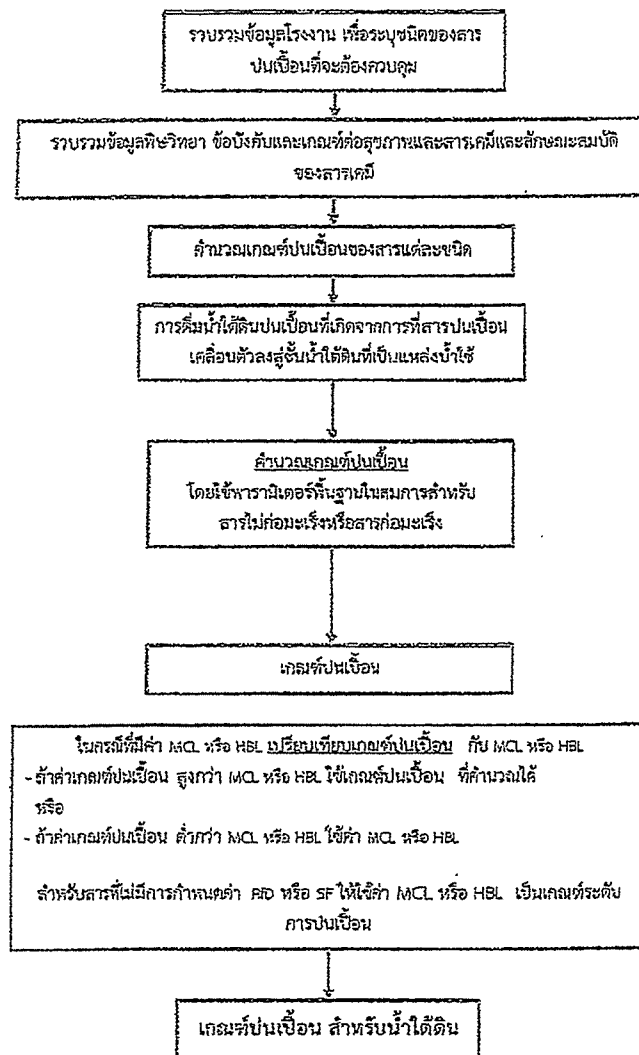 รวบรวมข้อมูลโรงงาน เพื่อระบุชนิดของสาร
ปนเปื้อนที่จะต้องควบคุม
รวบรวมข้อมูลพิษวิทยา ข้อบังคับและเกณฑ์ต่อสุขภาพและสารเคมีและลักษณะสมบัติ
ของสารเคมี
คำนวณเกณฑ์ปนเปื้อนของสารแต่ละชนิด
การดื่มน้ำใต้ดินปนเปื้อนที่เกิดจากการที่สารปนเปื้อน
เคลื่อนตัวลงสู่ชั้นน้ำใต้ดินที่เป็นแหล่งน้ำใช้
คำนวณเกณฑ์ปนเปื้อน
โดยใช้พารามิเตอร์พื้นฐานในสมการสำหรับ
สารไม่ก่อมะเร็งหรือสารก่อมะเร็ง
เกณฑ์ปนเปื้อน
ในกรณีที่มีค่า MCL หรือ HBL เปรียบเทียบเกณฑ์ปนเปื้อน กับ MCL หรือ HBL
- ถ้าค่าเกณฑ์ปนเปื้อน สูงกว่า MCL หรือ HBL ใช้เกณฑ์ปนเปื้อน ที่คำนวณได้
หรือ
- ถ้าค่าเกณฑ์ปนเปื้อน ต่ำกว่า MCL หรือ HBL ใช้ค่า MCL หรือ HBL
สำหรับสารที่ไม่มีการกำหนดค่า RfD หรือ SF ให้ใช้ค่า MCL หรือ HBL เป็นเกณฑ์ระดับ
การปนเปื้อน
เกณฑ์ปนเปื้อน สำหรับน้ำใต้ดิน